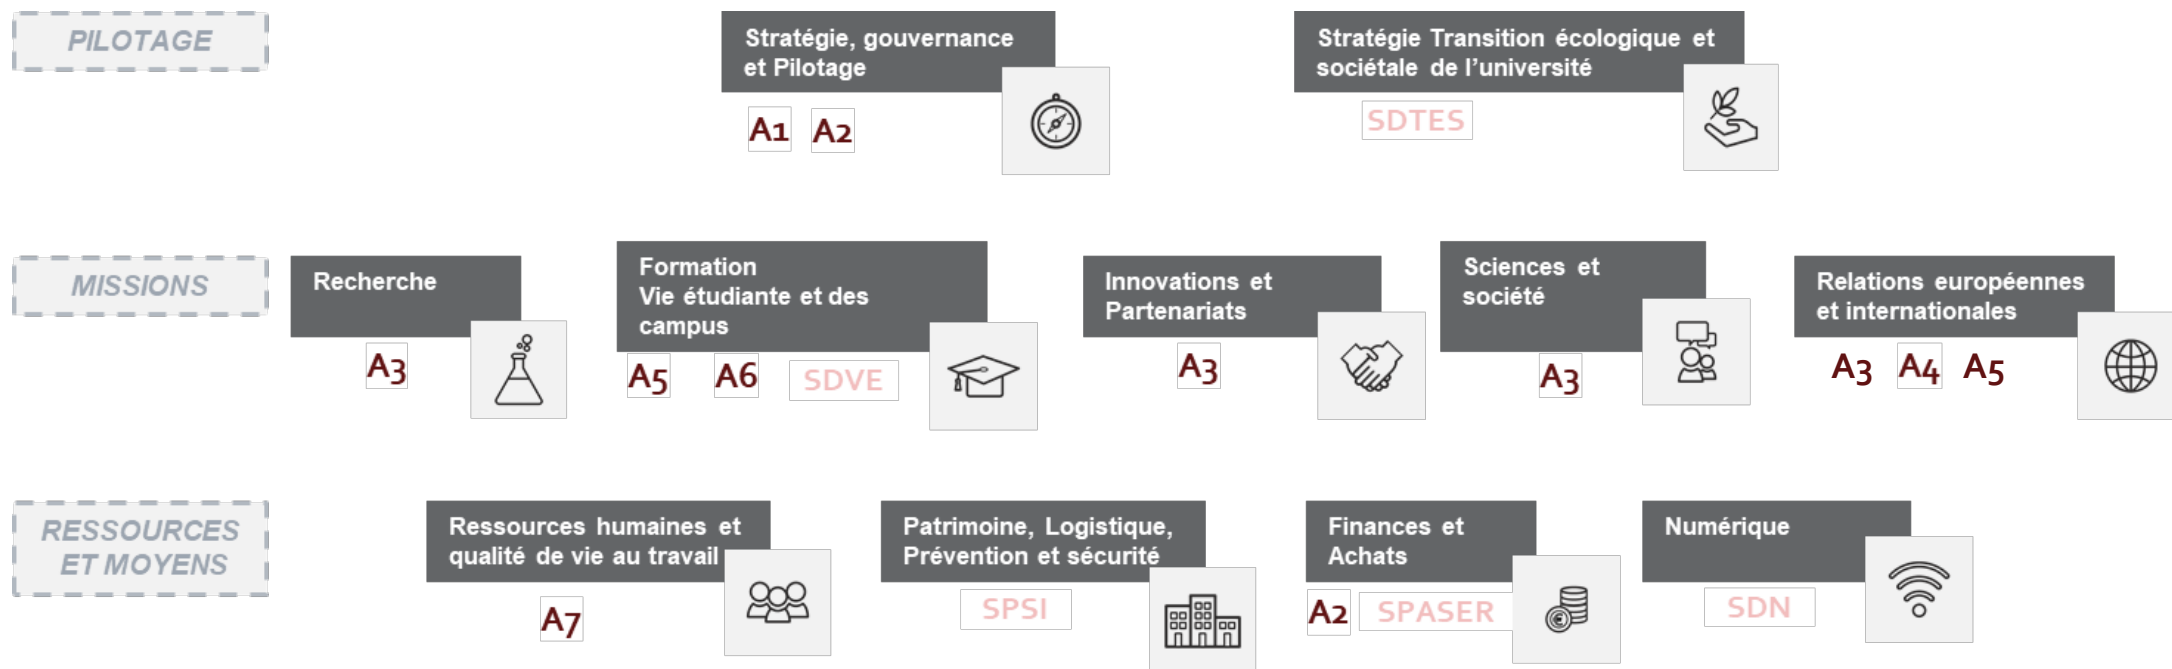 PILOTAGE
Stratégie, gouvernance
et Pilotage
A1 A2
Stratégie Transition écologique et
sociétale de l'université
SDTES
MISSIONS
Recherche
A3
Formation
Vie étudiante et des
campus
A5 A6 SDVE
Innovations et
Partenariats
A3
Sciences et
société
A3
Relations européennes
et internationales
A3 A4 A5
RESSOURCES
ET MOYENS
Ressources humaines et
qualité de vie au travail
A7
Patrimoine, Logistique,
Prévention et sécurité
SPSI
Finances et
Achats
A2 SPASER
€
Numérique
SDN